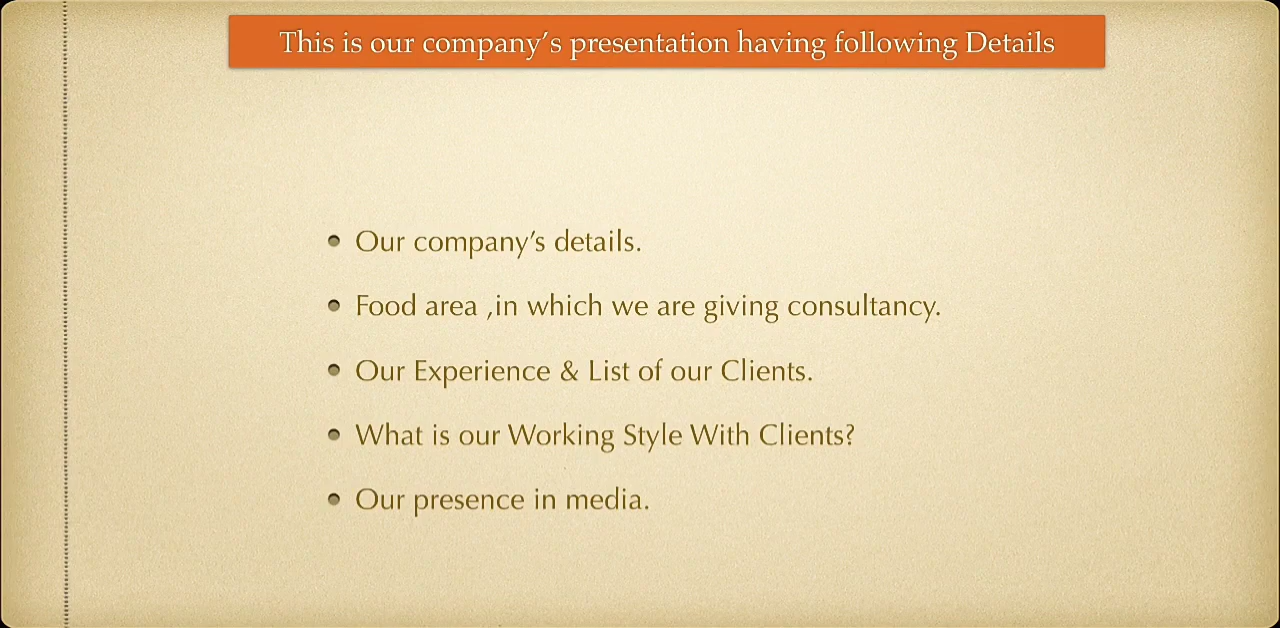 This is our company's presentation having following Details
• Our company's details.
• Food area ,in which we are giving consultancy.
• Our Experience & List of our Clients.
• What is our Working Style With Clients?
• Our presence in media.